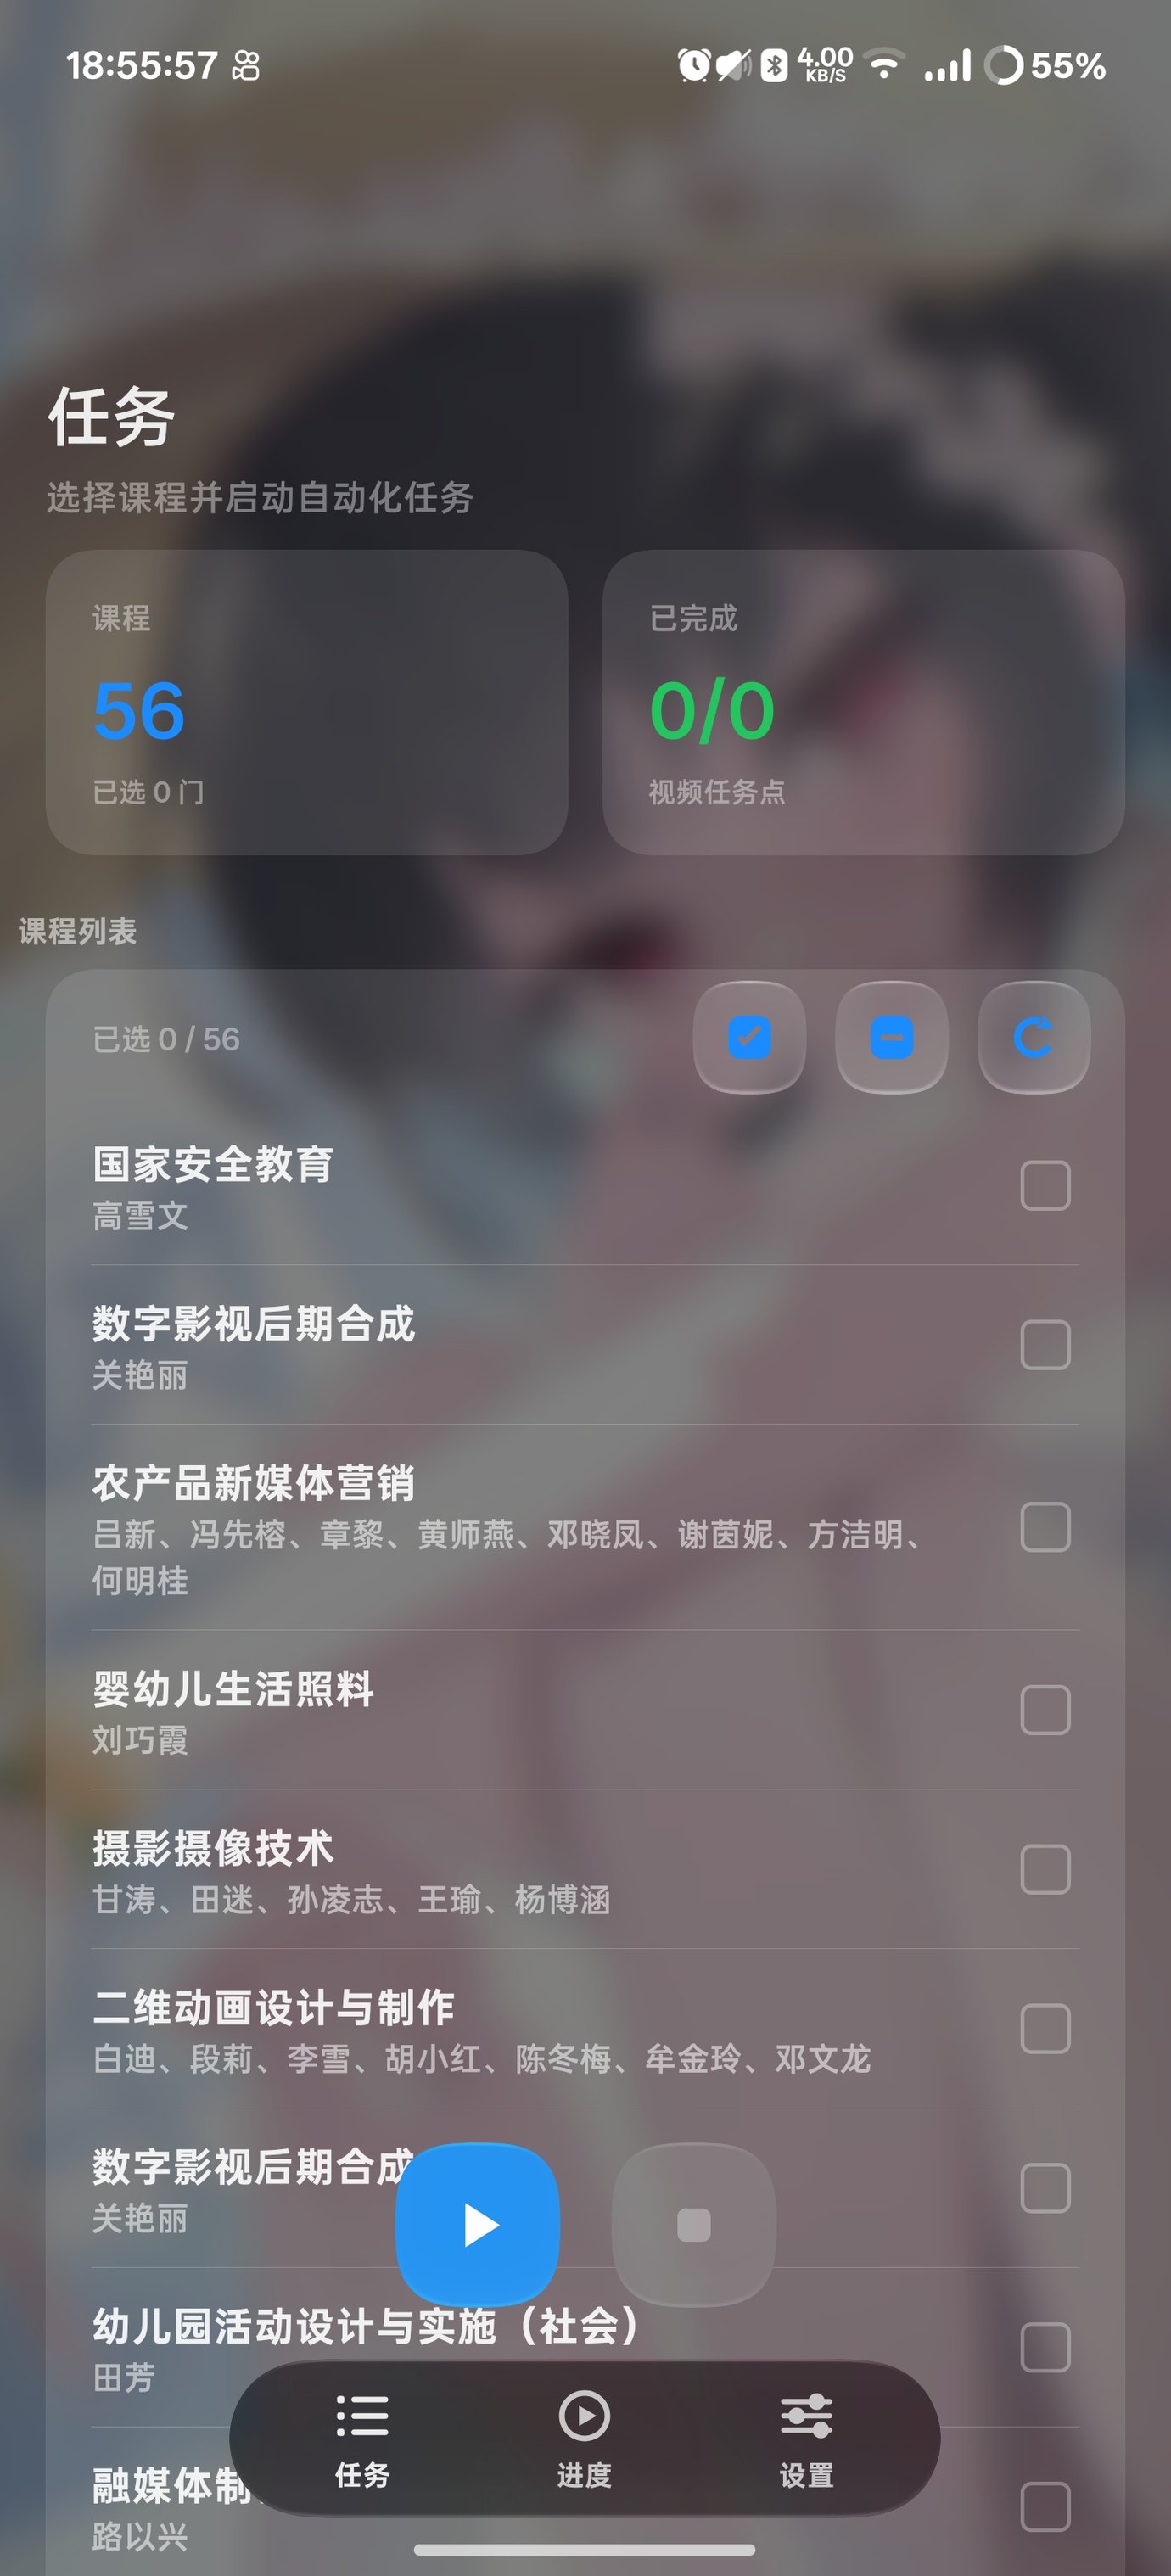 18:55:57
4.00
KB/S
55%
任务
选择课程并启动自动化任务
课程
56
已选 0 门
已完成
0/0
视频任务点
课程列表
已选 0 / 56
国家安全教育
高雪文
数字影视后期合成
关艳丽
农产品新媒体营销
吕新、冯先榕、章黎、黄师燕、邓晓凤、谢茵妮、方洁明、
何明桂
婴幼儿生活照料
刘巧霞
摄影摄像技术
甘涛、田迷、孙凌志、王瑜、杨博涵
二维动画设计与制作
白迪、段莉、李雪、胡小红、陈冬梅、牟金玲、邓文龙
数字影视后期合成
关艳丽
幼儿园活动设计与实施（社会）
田芳
融媒体制
路以兴
任务
进度
设置